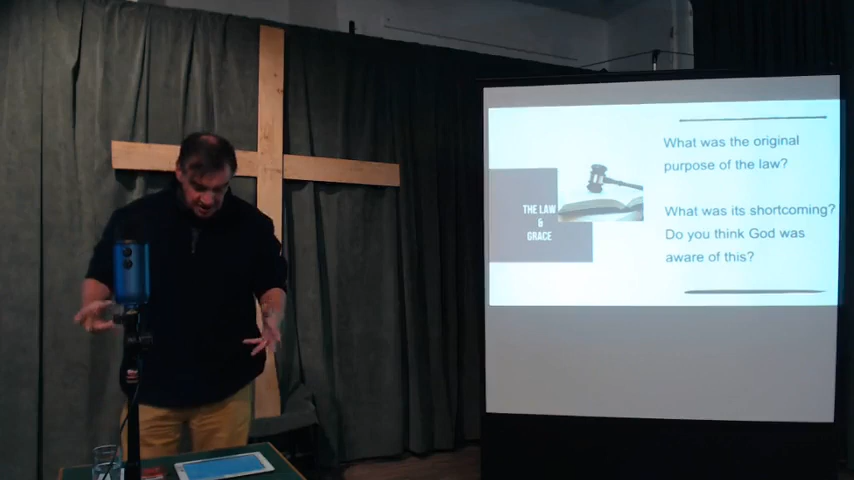 THE LAW
&
GRACE
What was the original
purpose of the law?
What was its shortcoming?
Do you think God was
aware of this?